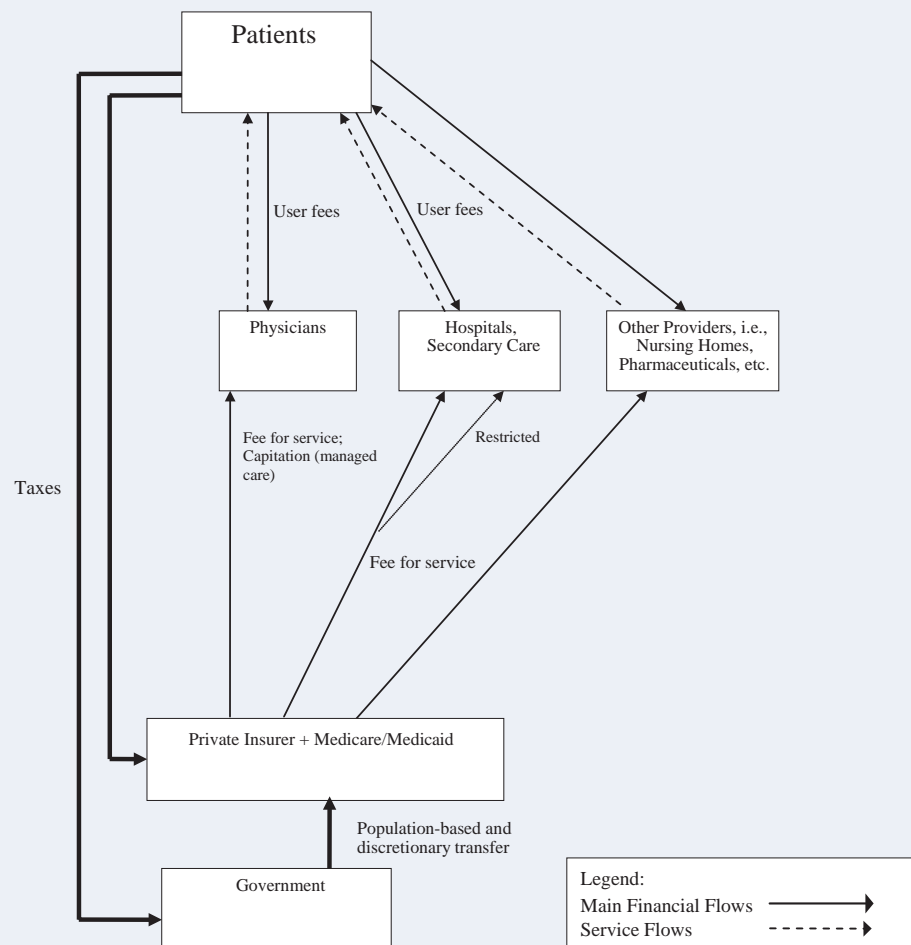 Patients
User fees
User fees
Physicians
Hospitals,
Secondary Care
Other Providers, i.e.,
Nursing Homes,
Pharmaceuticals, etc.
Fee for service;
Capitation (managed
care)
Restricted
Taxes
Fee for service
Private Insurer + Medicare/Medicaid
Population-based and
discretionary transfer
Government
Legend:
Main Financial Flows
Service Flows